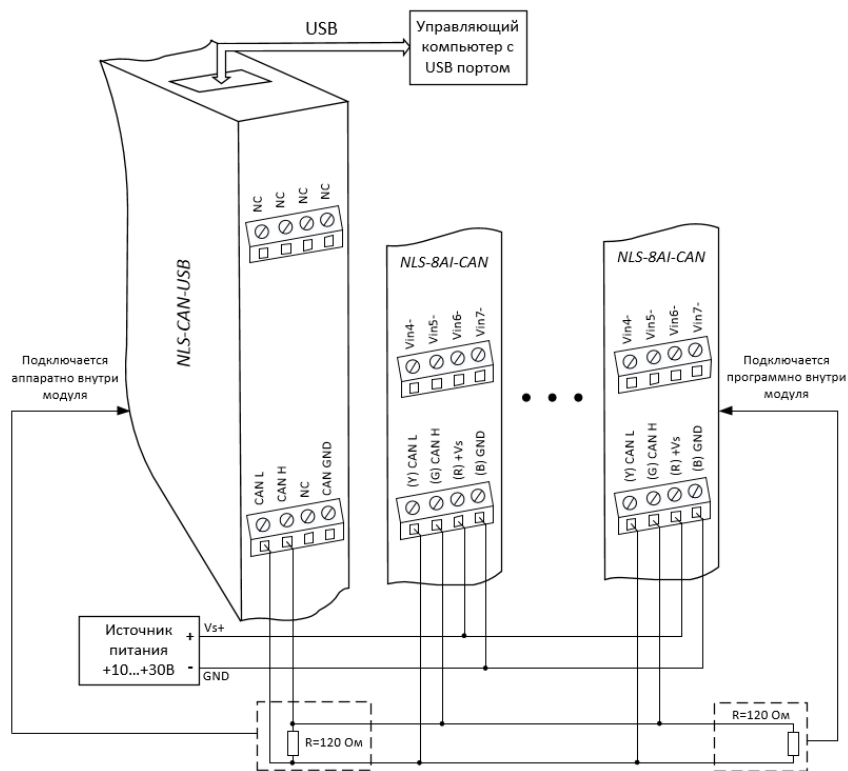 USB
Управляющий
компьютер с
USB портом
NC
NC
NC
NC
NLS-CAN-USB
NLS-8AI-CAN
NLS-8AI-CAN
Vin4-
Vin5-
Vin6-
Vin7-
Vin4-
Vin5-
Vin6-
Vin7-
Подключается
аппаратно внутри
модуля
Подключается
программно внутри
модуля
CAN L
CAN H
NC
CAN GND
(Y) CAN L
(G) CAN H
(R) +Vs
(B) GND
(Y) CAN L
(G) CAN H
(R) +Vs
(B) GND
Источник
питания
+10...+30В
+
Vs+
-
GND
R=120 Ом
R=120 Ом